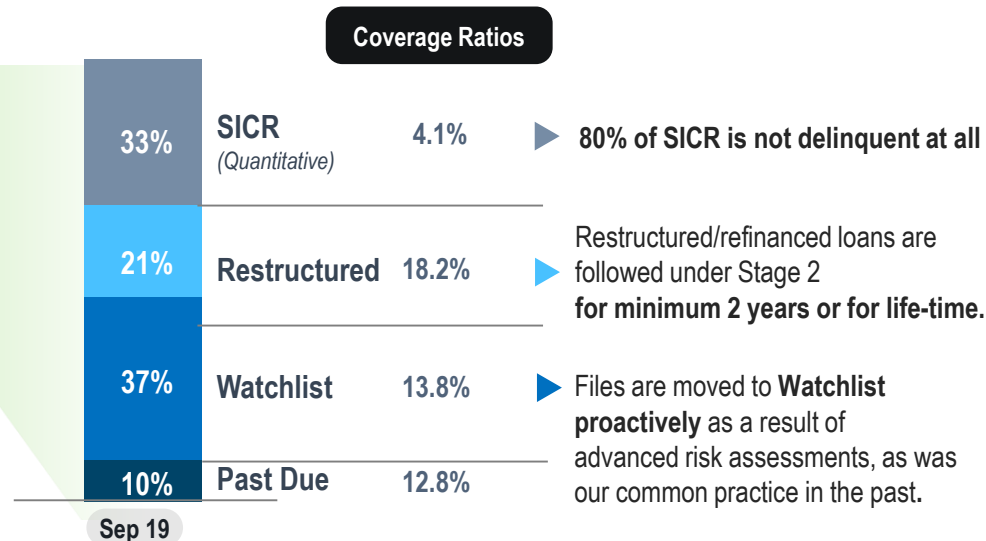 Coverage Ratios
33%
SICR
(Quantitative)
4.1%
80% of SICR is not delinquent at all
21%
Restructured
18.2%
Restructured/refinanced loans are
followed under Stage 2
for minimum 2 years or for life-time.
37%
Watchlist
13.8%
Files are moved to Watchlist
proactively as a result of
advanced risk assessments, as was
our common practice in the past.
10%
Past Due
12.8%
Sep 19